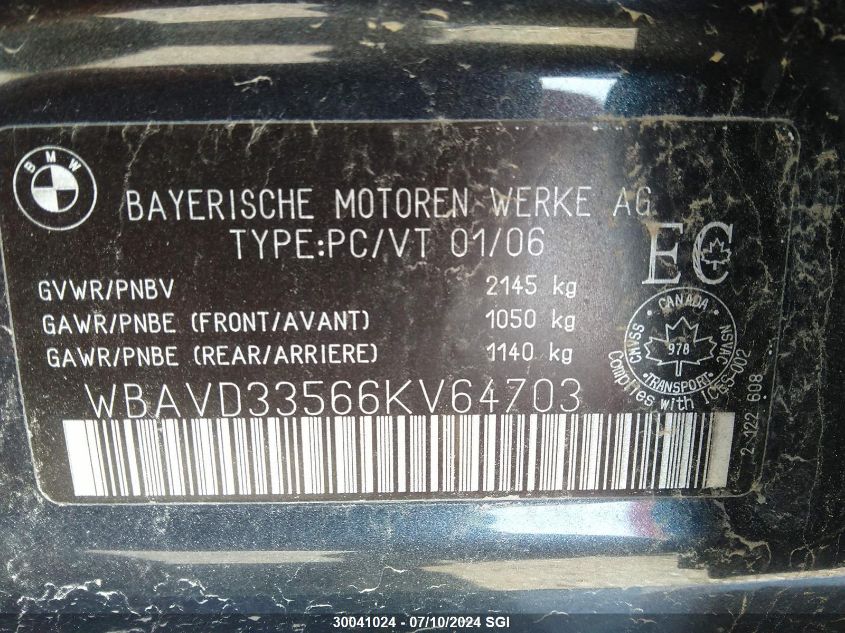 BMW
BAYERISCHE MOTOREN WERKE AG
TYPE:PC/VT 01/06
EC
GVWR/PNBV 2145 kg
GAWR/PNBE (FRONT/AVANT) 1050 kg
GAWR/PNBE (REAR/ARRIERE) 1140 kg
CANADA
CMVSS 978 NSVAC
TRANSPORT
Complies with ICES-002
WBAVD33566KV64703
2 122 698
30041024 - 07/10/2024 SGI